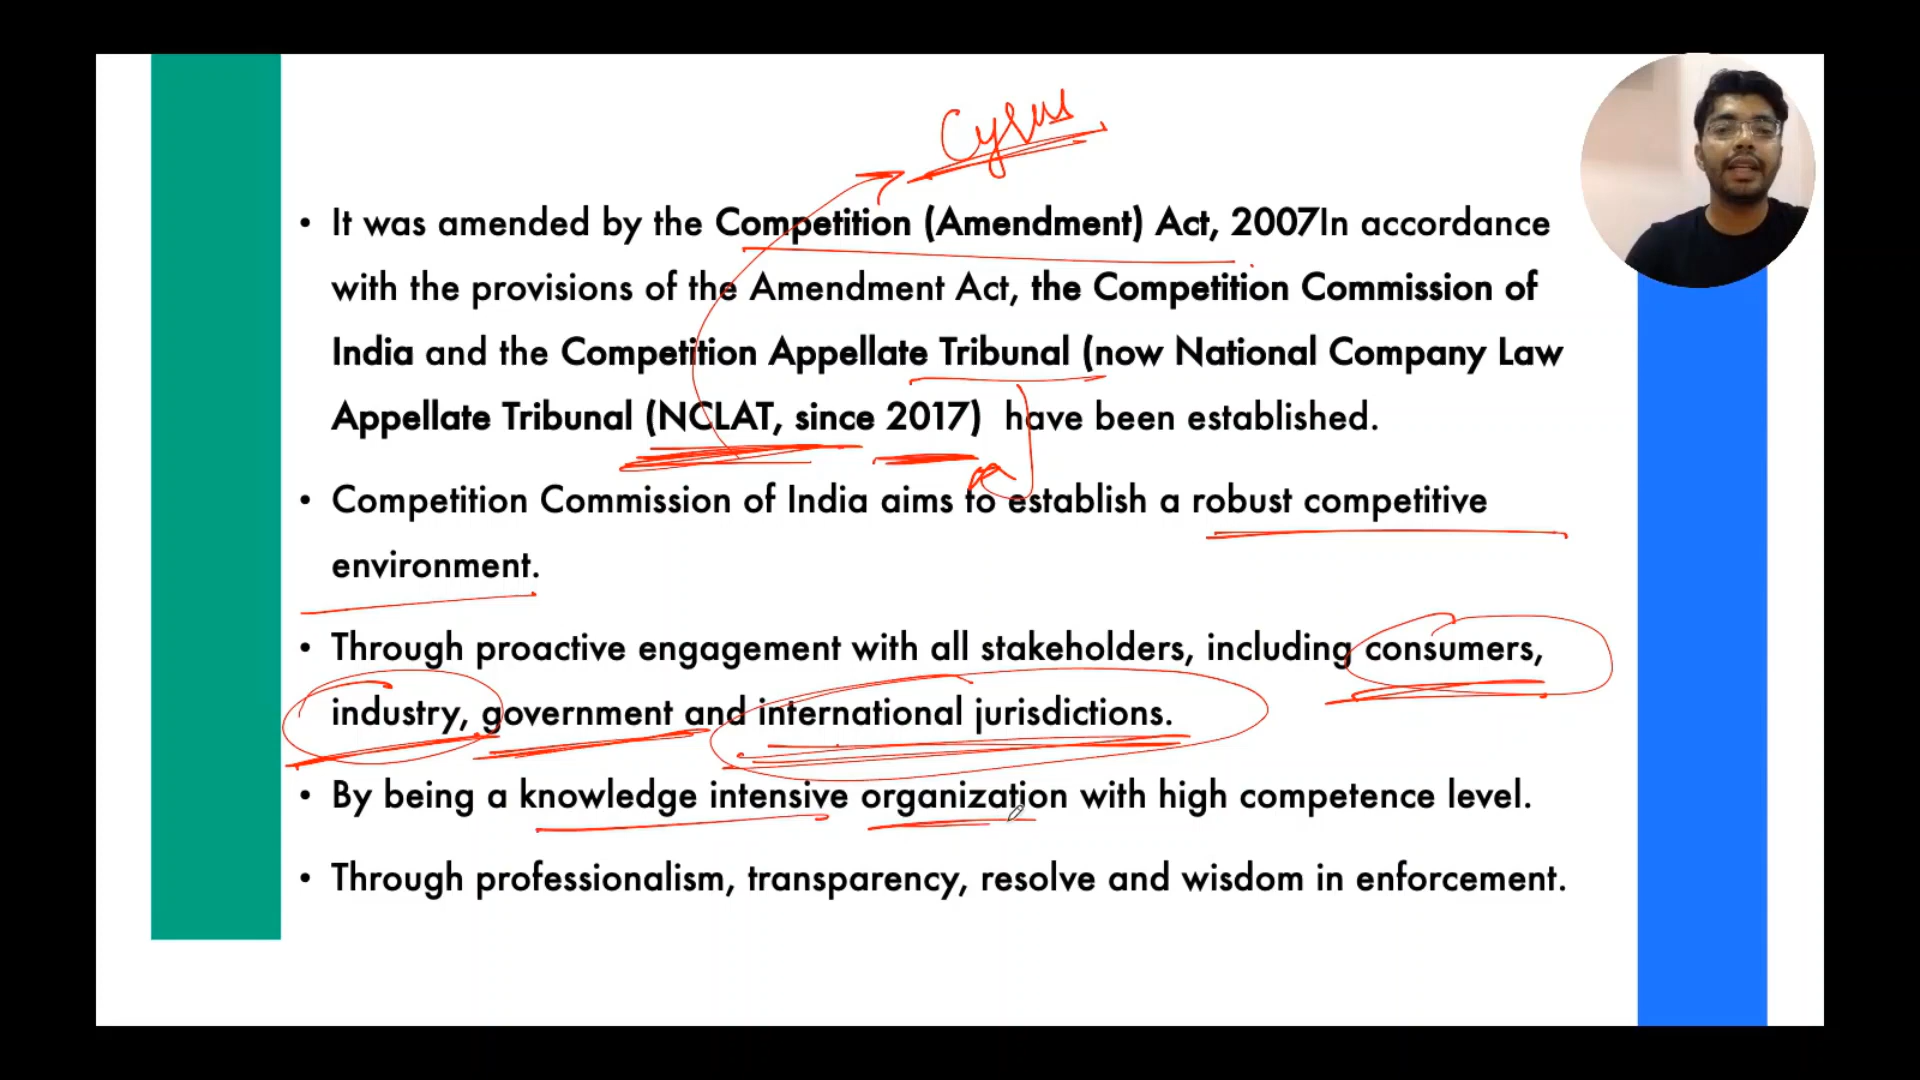 Cyrus
• It was amended by the Competition (Amendment) Act, 2007In accordance
with the provisions of the Amendment Act, the Competition Commission of
India and the Competition Appellate Tribunal (now National Company Law
Appellate Tribunal (NCLAT, since 2017) have been established.
• Competition Commission of India aims to establish a robust competitive
environment.
• Through proactive engagement with all stakeholders, including consumers,
industry, government and international jurisdictions.
• By being a knowledge intensive organization with high competence level.
• Through professionalism, transparency, resolve and wisdom in enforcement.